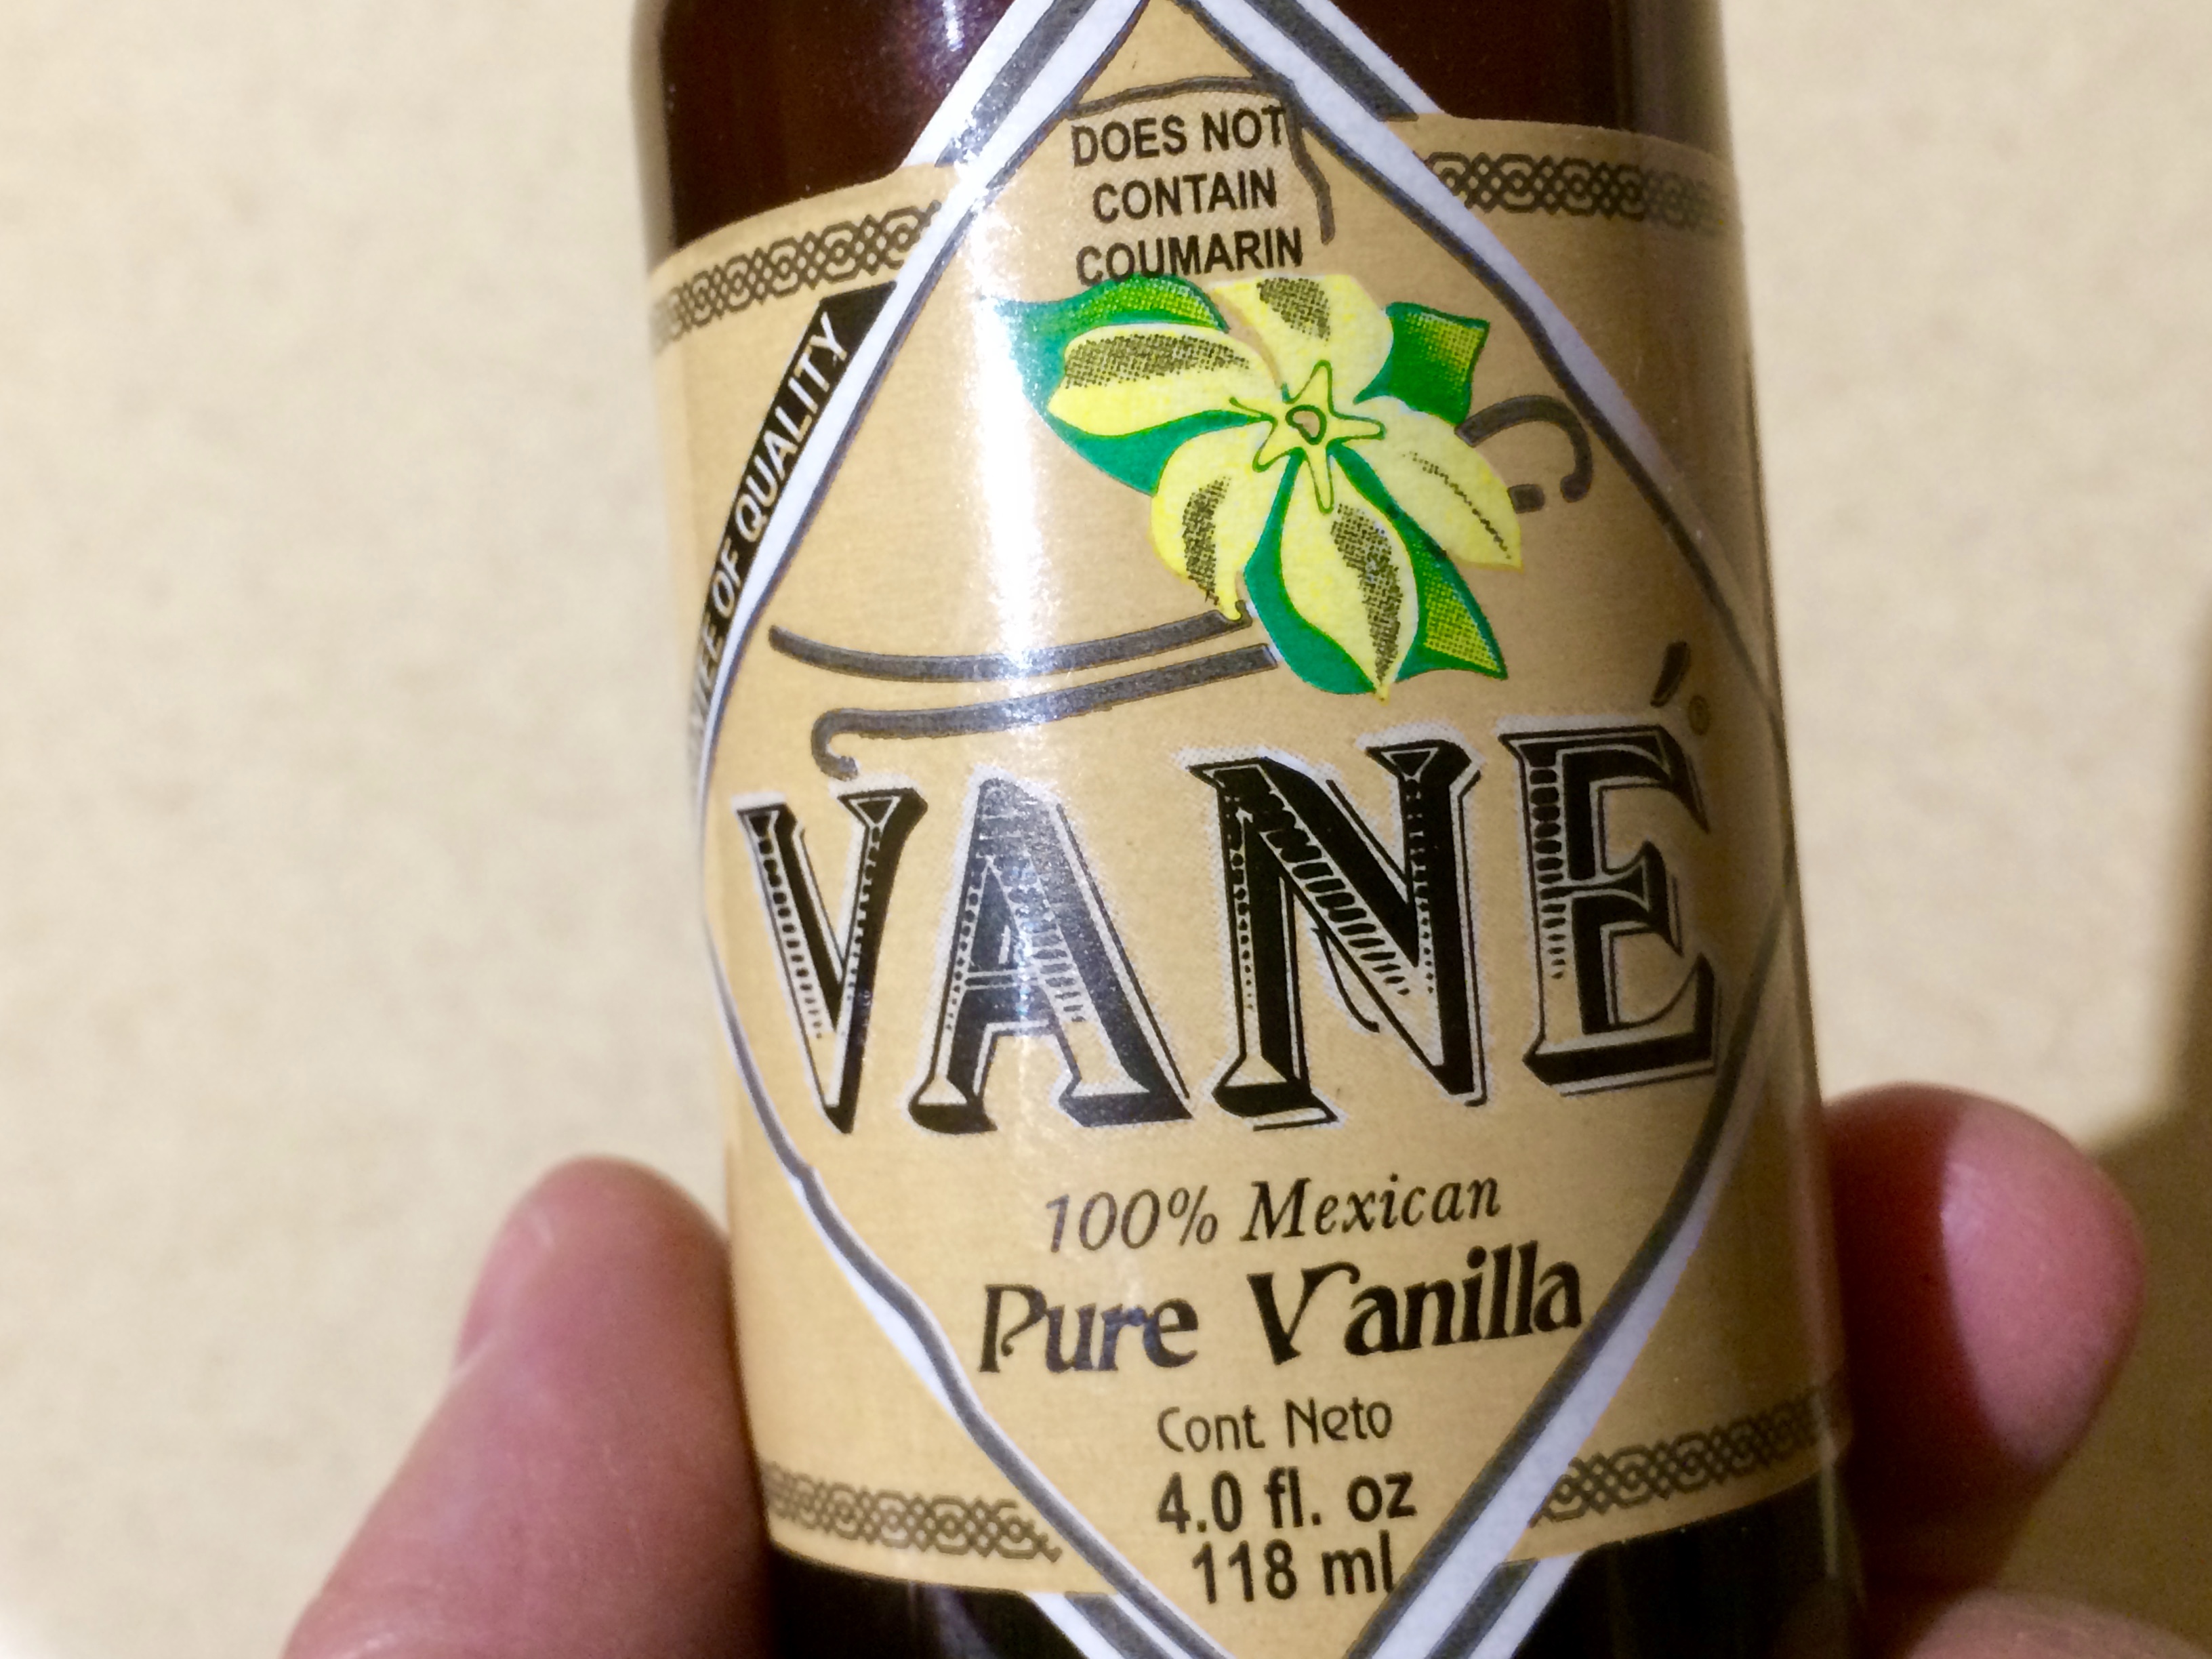 DOES NOT
CONTAIN
COUMARIN
OF QUALITY
VANÉ®
100% Mexican
Pure Vanilla
Cont. Neto
4.0 fl. oz
118 ml